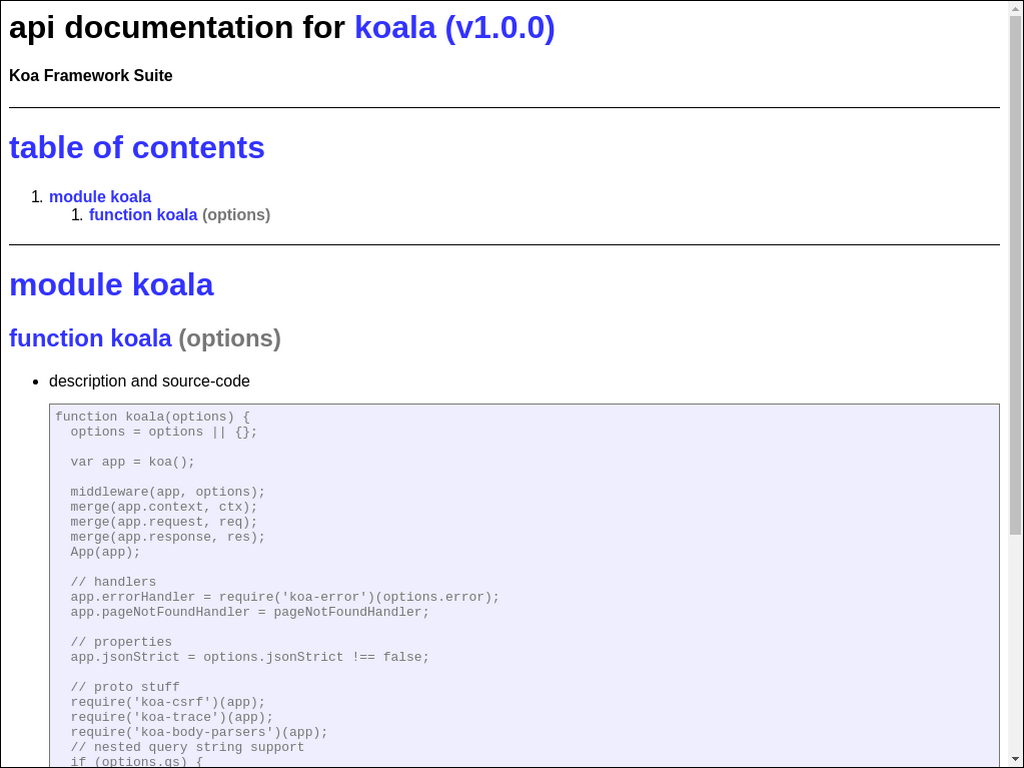 api documentation for koala (v1.0.0)
Koa Framework Suite
table of contents
1. module koala
1. function koala (options)
module koala
function koala (options)
• description and source-code
function koala(options) {
  options = options || {};
  var app = koa();
  middleware(app, options);
  merge(app.context, ctx);
  merge(app.request, req);
  merge(app.response, res);
  App(app);
  // handlers
  app.errorHandler = require('koa-error')(options.error);
  app.pageNotFoundHandler = pageNotFoundHandler;
  // properties
  app.jsonStrict = options.jsonStrict !== false;
  // proto stuff
  require('koa-csrf')(app);
  require('koa-trace')(app);
  require('koa-body-parsers')(app);
  // nested query string support
  if (options.qs) {